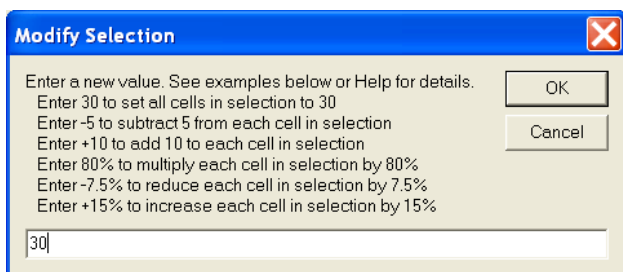 Modify Selection
Enter a new value. See examples below or Help for details.
OK
Enter 30 to set all cells in selection to 30
Enter -5 to subtract 5 from each cell in selection
Cancel
Enter +10 to add 10 to each cell in selection
Enter 80% to multiply each cell in selection by 80%
Enter -7.5% to reduce each cell in selection by 7.5%
Enter +15% to increase each cell in selection by 15%
30